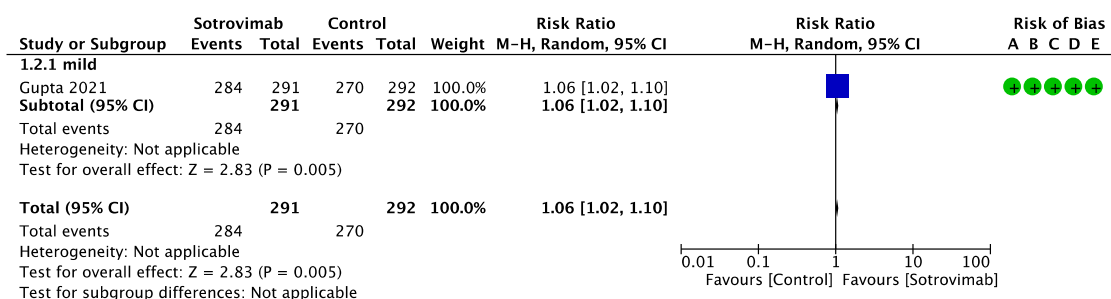 Sotrovimab Control Risk Ratio Risk Ratio Risk of Bias
Study or Subgroup Events Total Events Total Weight M-H, Random, 95% CI M-H, Random, 95% CI A B C D E
1.2.1 mild
Gupta 2021 284 291 270 292 100.0% 1.06 [1.02, 1.10] + + + + +
Subtotal (95% CI) 291 292 100.0% 1.06 [1.02, 1.10]
Total events 284 270
Heterogeneity: Not applicable
Test for overall effect: Z = 2.83 (P = 0.005)
Total (95% CI) 291 292 100.0% 1.06 [1.02, 1.10]
Total events 284 270
Heterogeneity: Not applicable
0.01 0.1 1 10 100
Test for overall effect: Z = 2.83 (P = 0.005)
Favours [Control] Favours [Sotrovimab]
Test for subgroup differences: Not applicable